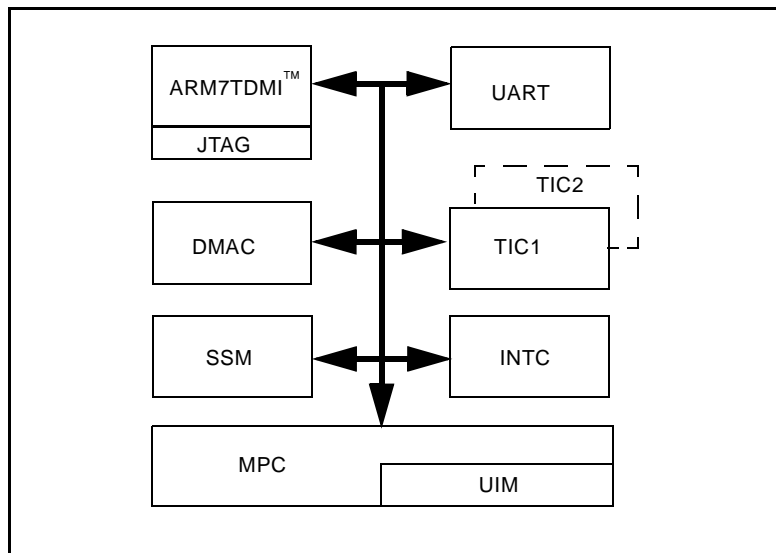 ARM7TDMI™
UART
JTAG
TIC2
DMAC
TIC1
SSM
INTC
MPC
UIM